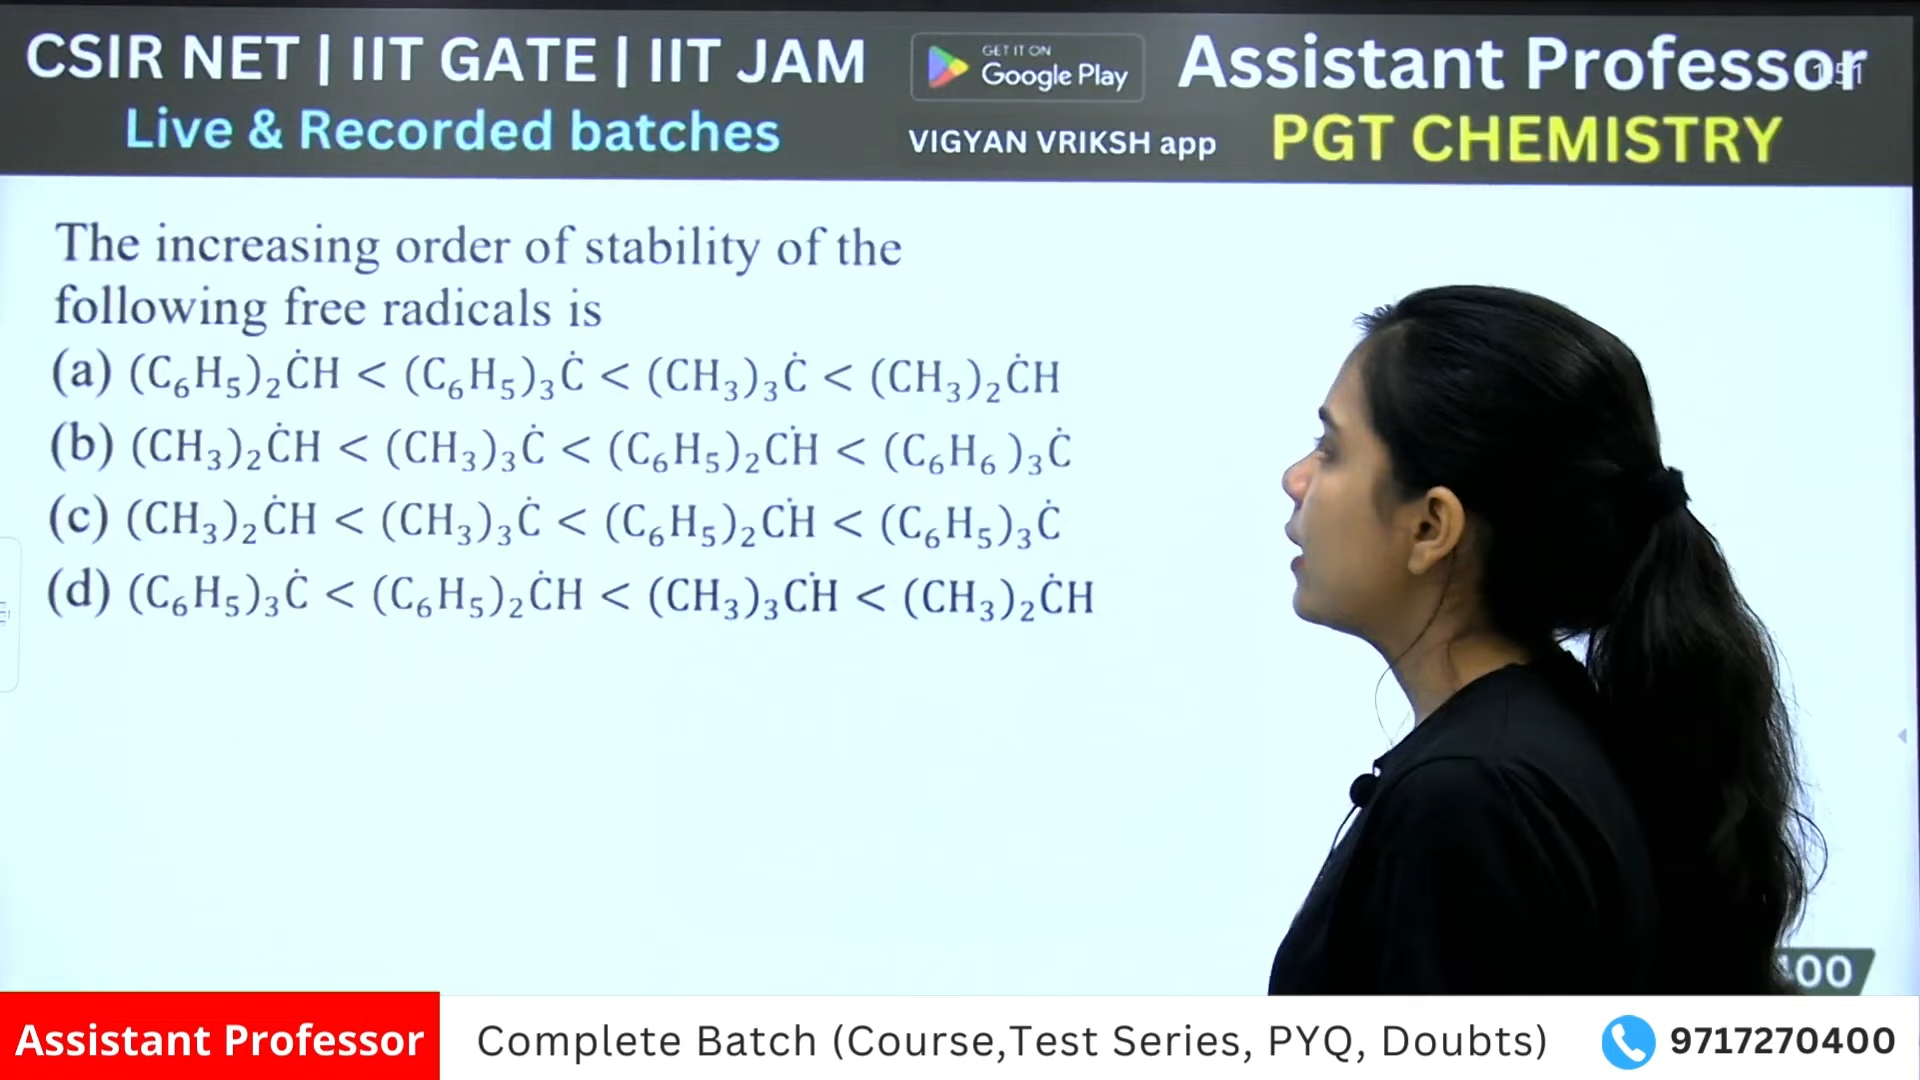 CSIR NET | IIT GATE | IIT JAM
Live & Recorded batches
GET IT ON
Google Play
VIGYAN VRIKSH app
Assistant Professor
PGT CHEMISTRY
The increasing order of stability of the
following free radicals is
(a) (C₆H₅)₂ĊH < (C₆H₅)₃Ċ < (CH₃)₃Ċ < (CH₃)₂ĊH
(b) (CH₃)₂ĊH < (CH₃)₃Ċ < (C₆H₅)₂CḢ < (C₆H₆ )₃Ċ
(c) (CH₃)₂ĊH < (CH₃)₃Ċ < (C₆H₅)₂CḢ < (C₆H₅)₃Ċ
(d) (C₆H₅)₃Ċ < (C₆H₅)₂ĊH < (CH₃)₃CḢ < (CH₃)₂ĊH
Assistant Professor
Complete Batch (Course,Test Series, PYQ, Doubts)
9717270400